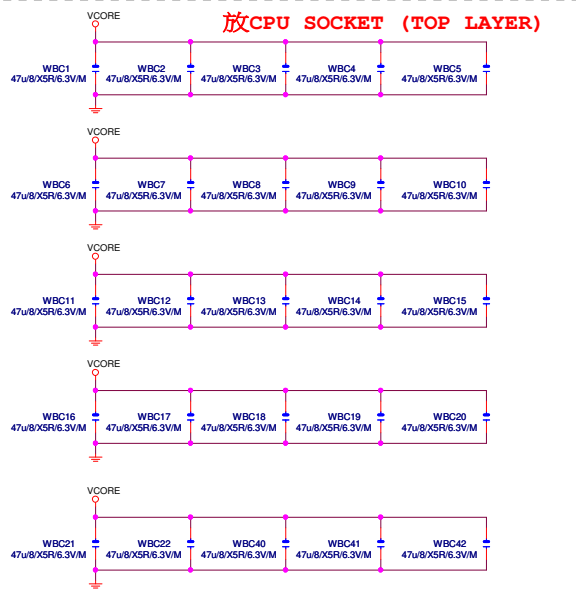 放CPU SOCKET (TOP LAYER)
VCORE
WBC1 WBC2 WBC3 WBC4 WBC5
47u/8/X5R/6.3V/M 47u/8/X5R/6.3V/M 47u/8/X5R/6.3V/M 47u/8/X5R/6.3V/M 47u/8/X5R/6.3V/M
VCORE
WBC6 WBC7 WBC8 WBC9 WBC10
47u/8/X5R/6.3V/M 47u/8/X5R/6.3V/M 47u/8/X5R/6.3V/M 47u/8/X5R/6.3V/M 47u/8/X5R/6.3V/M
VCORE
WBC11 WBC12 WBC13 WBC14 WBC15
47u/8/X5R/6.3V/M 47u/8/X5R/6.3V/M 47u/8/X5R/6.3V/M 47u/8/X5R/6.3V/M 47u/8/X5R/6.3V/M
VCORE
WBC16 WBC17 WBC18 WBC19 WBC20
47u/8/X5R/6.3V/M 47u/8/X5R/6.3V/M 47u/8/X5R/6.3V/M 47u/8/X5R/6.3V/M 47u/8/X5R/6.3V/M
VCORE
WBC21 WBC22 WBC40 WBC41 WBC42
47u/8/X5R/6.3V/M 47u/8/X5R/6.3V/M 47u/8/X5R/6.3V/M 47u/8/X5R/6.3V/M 47u/8/X5R/6.3V/M